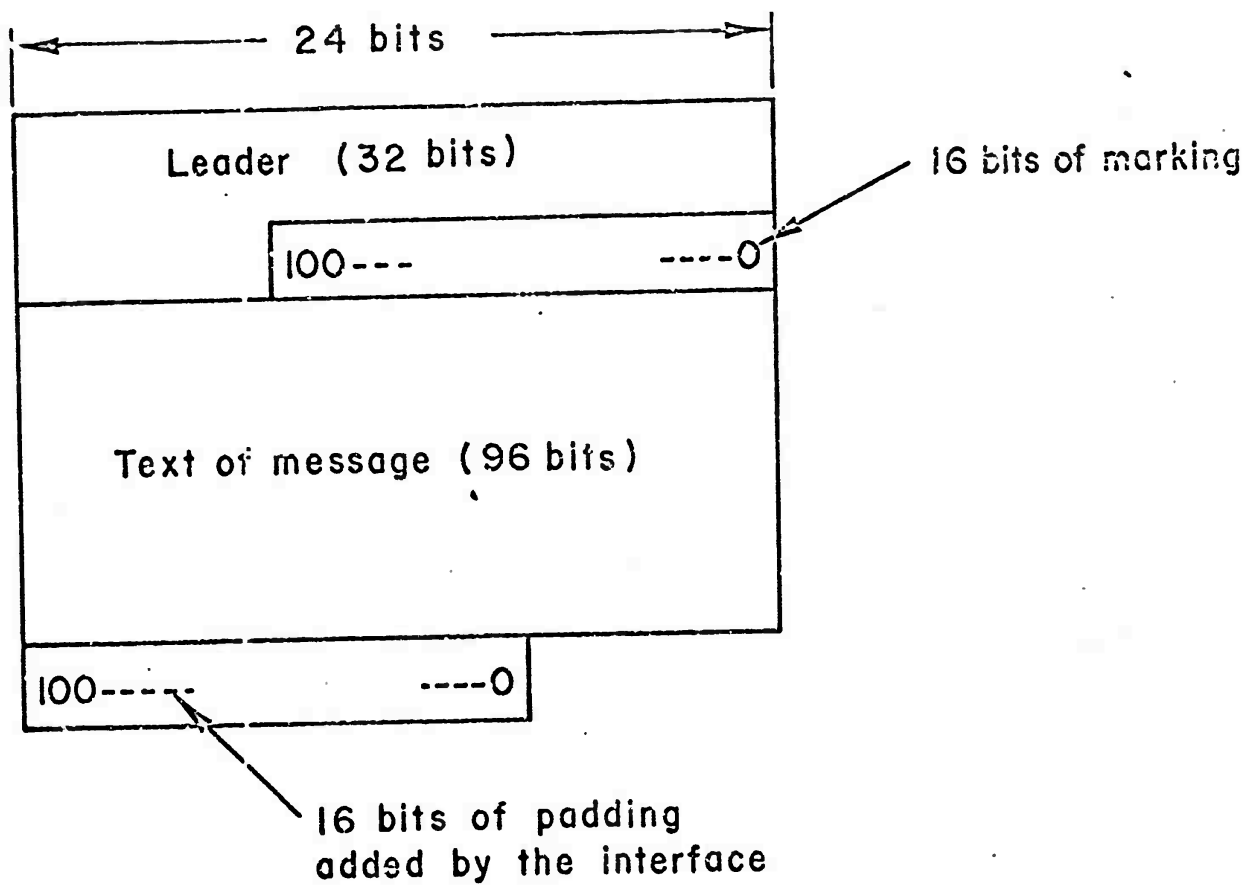 24 bits
Leader (32 bits)
16 bits of marking
100--- ----0
Text of message (96 bits)
100----- ----0
16 bits of padding
added by the interface